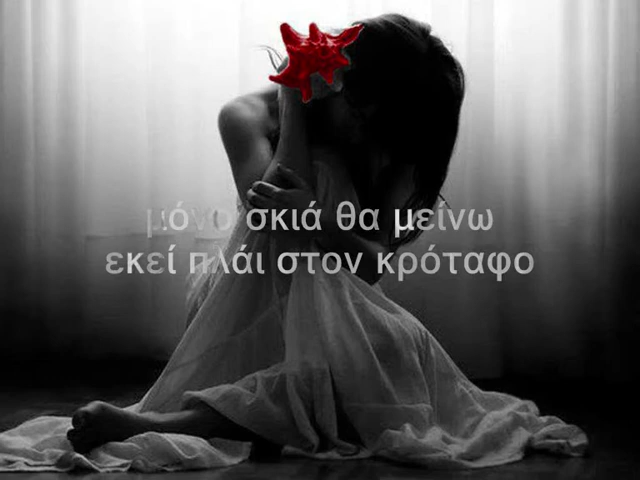 μόνο σκιά θα μείνω
εκεί πλάι στον κρόταφο